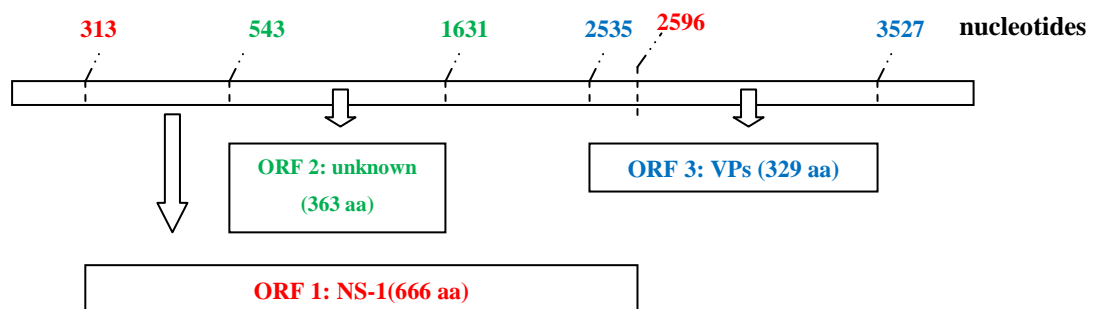 313 543 1631 2535 2596 3527 nucleotides
ORF 2: unknown
(363 aa)
ORF 3: VPs (329 aa)
ORF 1: NS-1(666 aa)